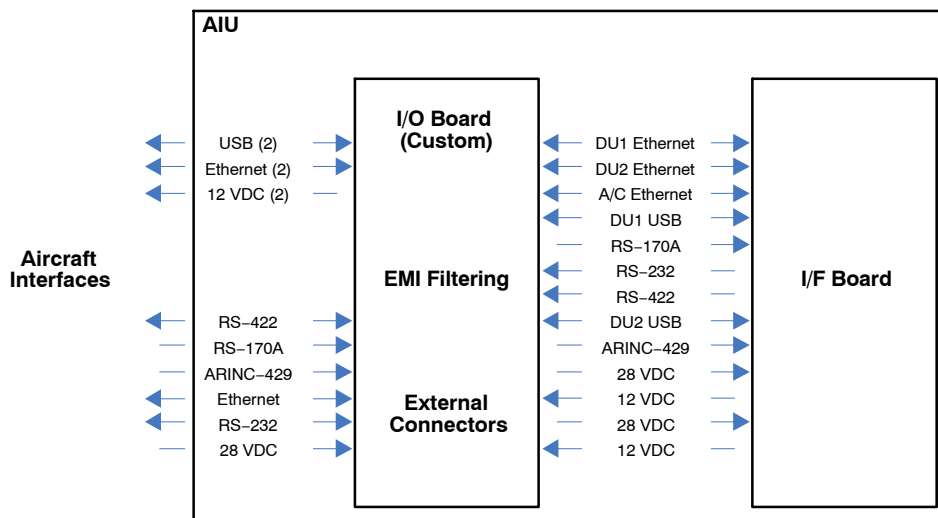 AIU
Aircraft
Interfaces
USB (2)
Ethernet (2)
12 VDC (2)
RS−422
RS−170A
ARINC−429
Ethernet
RS−232
28 VDC
I/O Board
(Custom)
EMI Filtering
External
Connectors
DU1 Ethernet
DU2 Ethernet
A/C Ethernet
DU1 USB
RS−170A
RS−232
RS−422
DU2 USB
ARINC−429
28 VDC
12 VDC
28 VDC
12 VDC
I/F Board